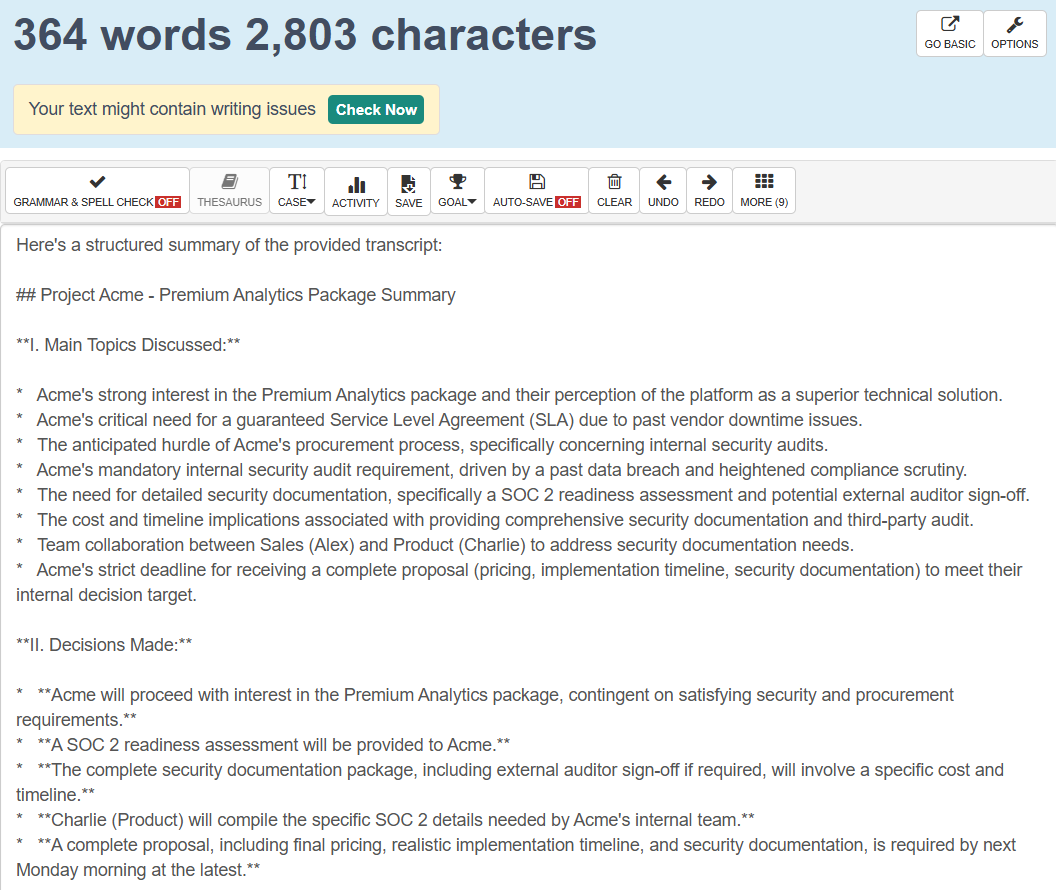 364 words 2,803 characters
GO BASIC
OPTIONS
Your text might contain writing issues Check Now
GRAMMAR & SPELL CHECK OFF
THESAURUS
CASE
ACTIVITY
SAVE
GOAL
AUTO-SAVE OFF
CLEAR
UNDO
REDO
MORE (9)
Here's a structured summary of the provided transcript:
## Project Acme - Premium Analytics Package Summary
**I. Main Topics Discussed:**
*   Acme's strong interest in the Premium Analytics package and their perception of the platform as a superior technical solution.
*   Acme's critical need for a guaranteed Service Level Agreement (SLA) due to past vendor downtime issues.
*   The anticipated hurdle of Acme's procurement process, specifically concerning internal security audits.
*   Acme's mandatory internal security audit requirement, driven by a past data breach and heightened compliance scrutiny.
*   The need for detailed security documentation, specifically a SOC 2 readiness assessment and potential external auditor sign-off.
*   The cost and timeline implications associated with providing comprehensive security documentation and third-party audit.
*   Team collaboration between Sales (Alex) and Product (Charlie) to address security documentation needs.
*   Acme's strict deadline for receiving a complete proposal (pricing, implementation timeline, security documentation) to meet their
internal decision target.
**II. Decisions Made:**
*   **Acme will proceed with interest in the Premium Analytics package, contingent on satisfying security and procurement
requirements.**
*   **A SOC 2 readiness assessment will be provided to Acme.**
*   **The complete security documentation package, including external auditor sign-off if required, will involve a specific cost and
timeline.**
*   **Charlie (Product) will compile the specific SOC 2 details needed by Acme's internal team.**
*   **A complete proposal, including final pricing, realistic implementation timeline, and security documentation, is required by next
Monday morning at the latest.**